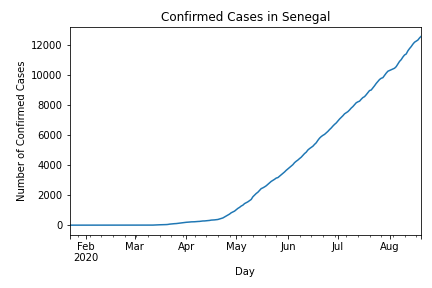 Confirmed Cases in Senegal
Number of Confirmed Cases
12000
10000
8000
6000
4000
2000
0
Feb Mar Apr May Jun Jul Aug
2020
Day